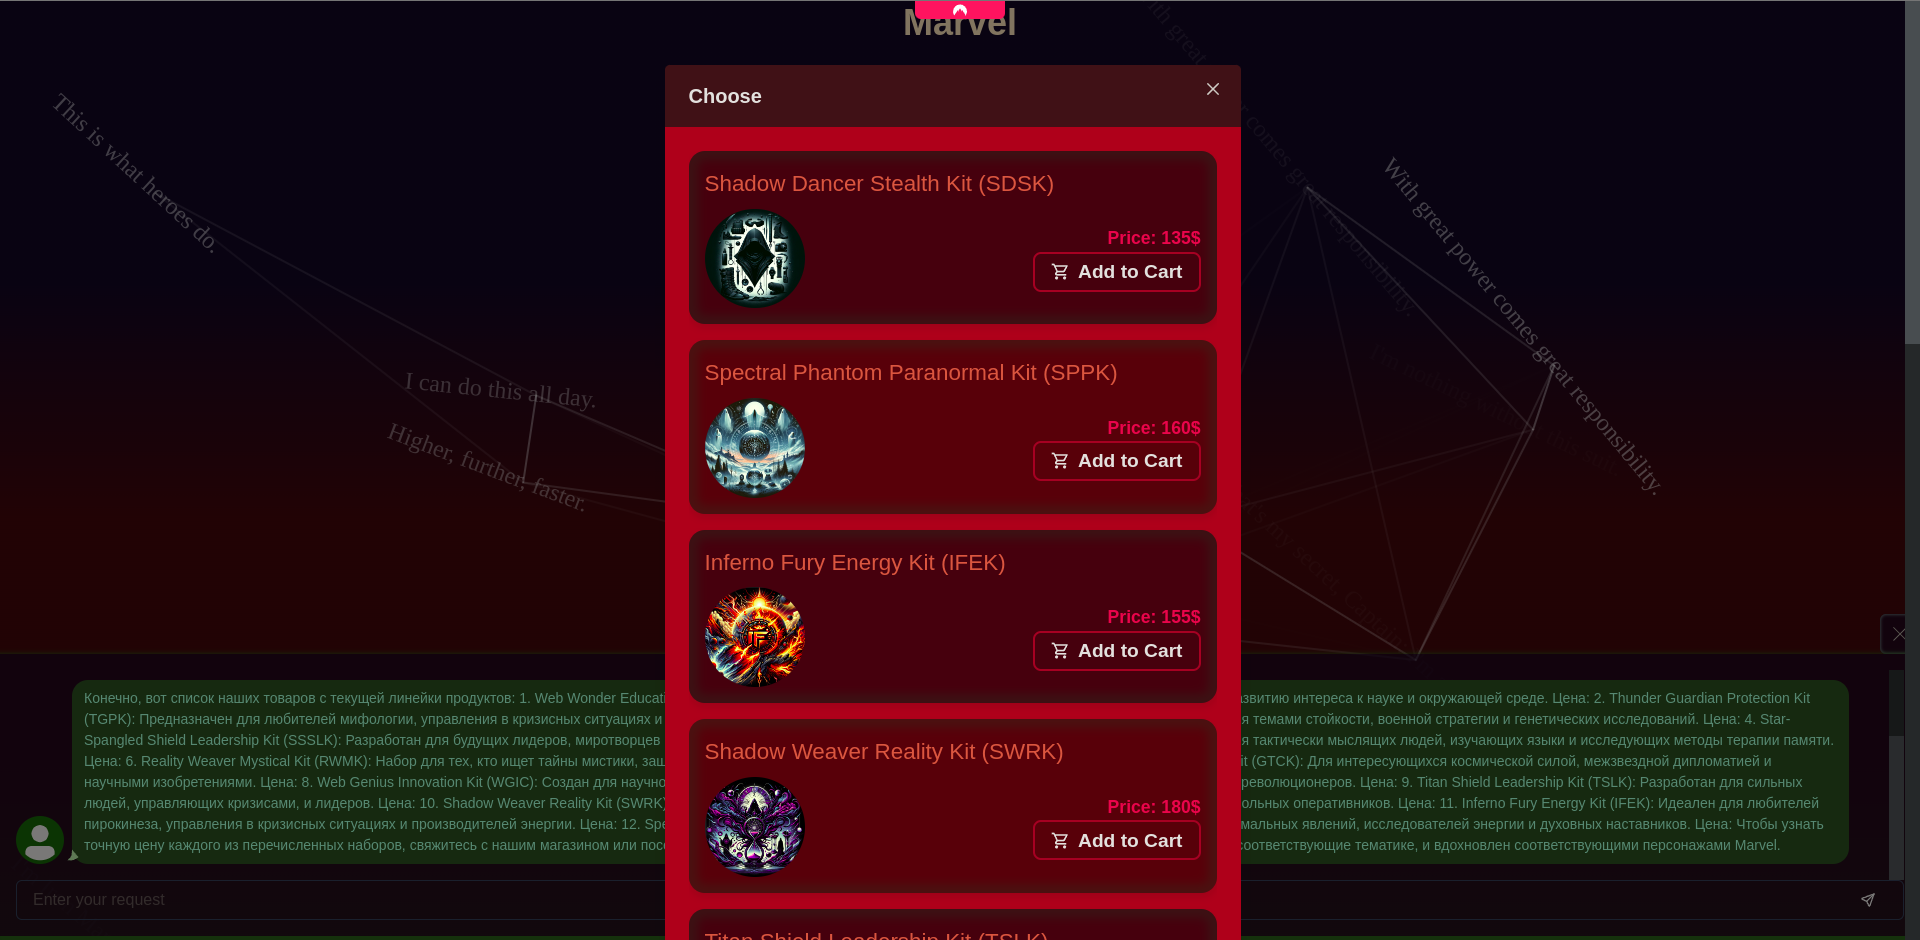 Marvel
This is what heroes do.
I can do this all day.
Higher, further, faster.
With great power comes great responsibility.
ith great
comes great responsibility.
my secret, Captain
Choose
Shadow Dancer Stealth Kit (SDSK)
Price: 135$
Add to Cart
Spectral Phantom Paranormal Kit (SPPK)
Price: 160$
Add to Cart
Inferno Fury Energy Kit (IFEK)
Price: 155$
Add to Cart
Shadow Weaver Reality Kit (SWRK)
Price: 180$
Add to Cart
Titan Shield Leadership Kit (TSLK)
Конечно, вот список наших товаров с текущей линейки продуктов: 1. Web Wonder Educati азвитию интереса к науке и окружающей среде. Цена: 2. Thunder Guardian Protection Kit
(TGPK): Предназначен для любителей мифологии, управления в кризисных ситуациях и я темами стойкости, военной стратегии и генетических исследований. Цена: 4. Star-
Spangled Shield Leadership Kit (SSSLK): Разработан для будущих лидеров, миротворцев я тактически мыслящих людей, изучающих языки и исследующих методы терапии памяти.
Цена: 6. Reality Weaver Mystical Kit (RWMK): Набор для тех, кто ищет тайны мистики, защ it (GTCK): Для интересующихся космической силой, межзвездной дипломатией и
научными изобретениями. Цена: 8. Web Genius Innovation Kit (WGIC): Создан для научно революционеров. Цена: 9. Titan Shield Leadership Kit (TSLK): Разработан для сильных
людей, управляющих кризисами, и лидеров. Цена: 10. Shadow Weaver Reality Kit (SWRK) ольных оперативников. Цена: 11. Inferno Fury Energy Kit (IFEK): Идеален для любителей
пирокинеза, управления в кризисных ситуациях и производителей энергии. Цена: 12. Spe мальных явлений, исследователей энергии и духовных наставников. Цена: Чтобы узнать
точную цену каждого из перечисленных наборов, свяжитесь с нашим магазином или посе соответствующие тематике, и вдохновлен соответствующими персонажами Marvel.
Enter your request